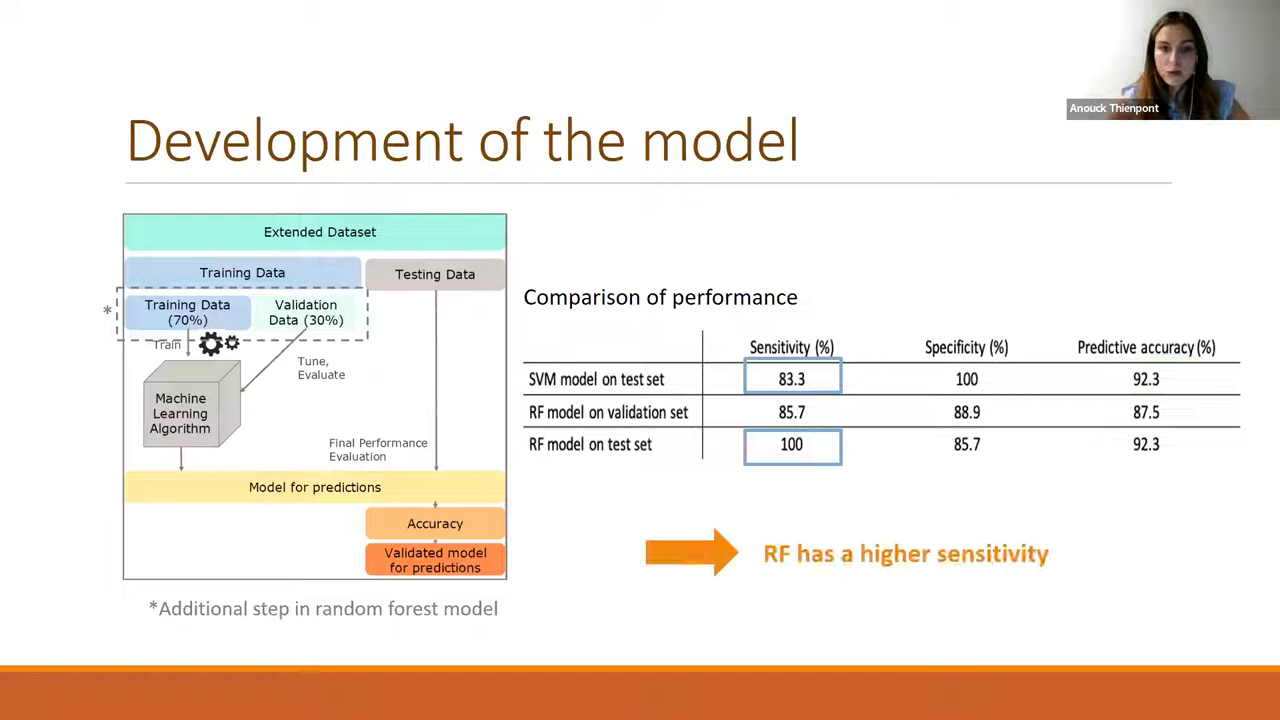 Anouck Thienpont
Development of the model
Extended Dataset
Training Data
Testing Data
*
Training Data
(70%)
Validation
Data (30%)
Train
Tune,
Evaluate
Machine
Learning
Algorithm
Final Performance
Evaluation
Model for predictions
Accuracy
Validated model
for predictions
*Additional step in random forest model
Comparison of performance
Sensitivity (%) Specificity (%) Predictive accuracy (%)
SVM model on test set 83.3 100 92.3
RF model on validation set 85.7 88.9 87.5
RF model on test set 100 85.7 92.3
RF has a higher sensitivity